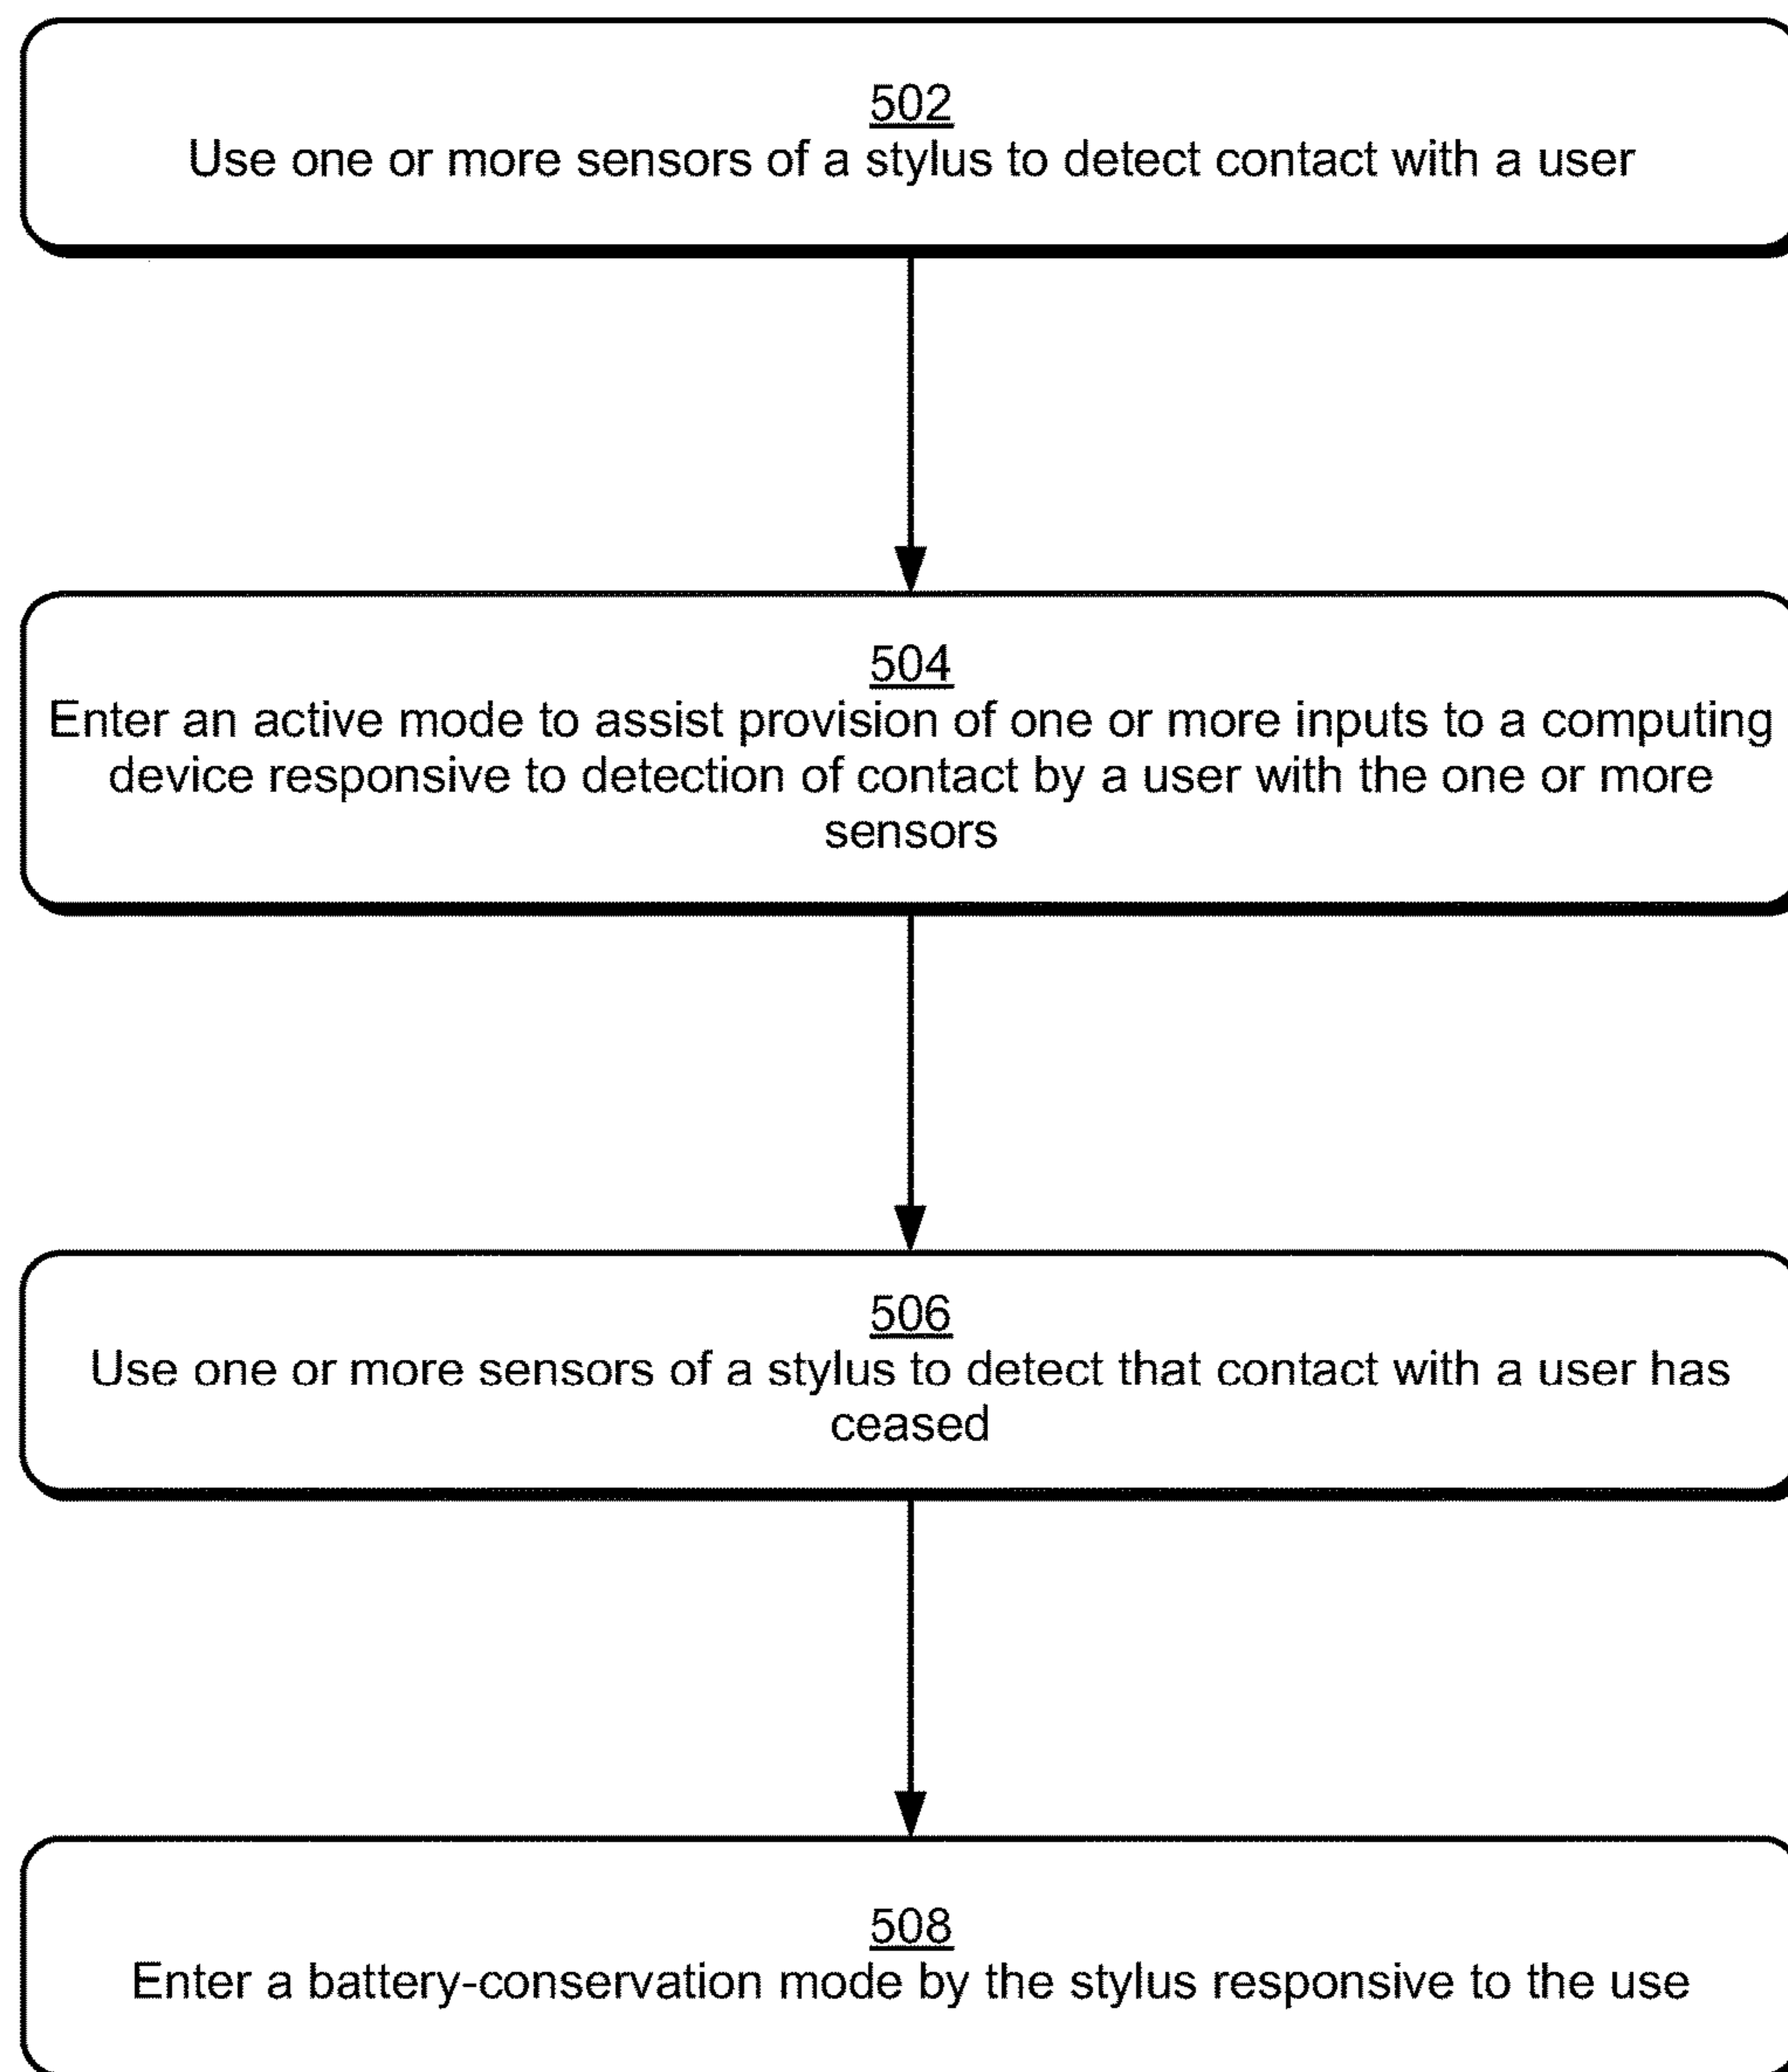 502
Use one or more sensors of a stylus to detect contact with a user
504
Enter an active mode to assist provision of one or more inputs to a computing
device responsive to detection of contact by a user with the one or more
sensors
506
Use one or more sensors of a stylus to detect that contact with a user has
ceased
508
Enter a battery-conservation mode by the stylus responsive to the use